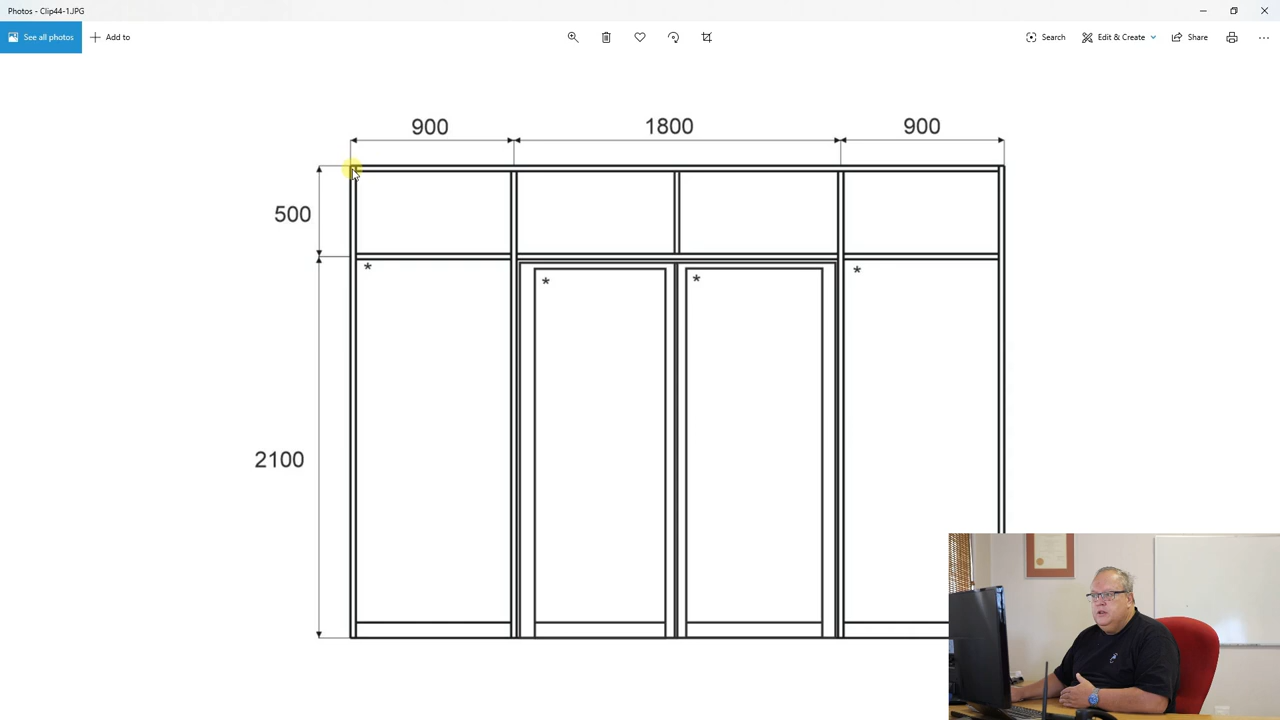 Photos - Clip44-1.JPG
See all photos
Add to
Search
Edit & Create
Share
900
1800
900
500
2100
*
*
*
*